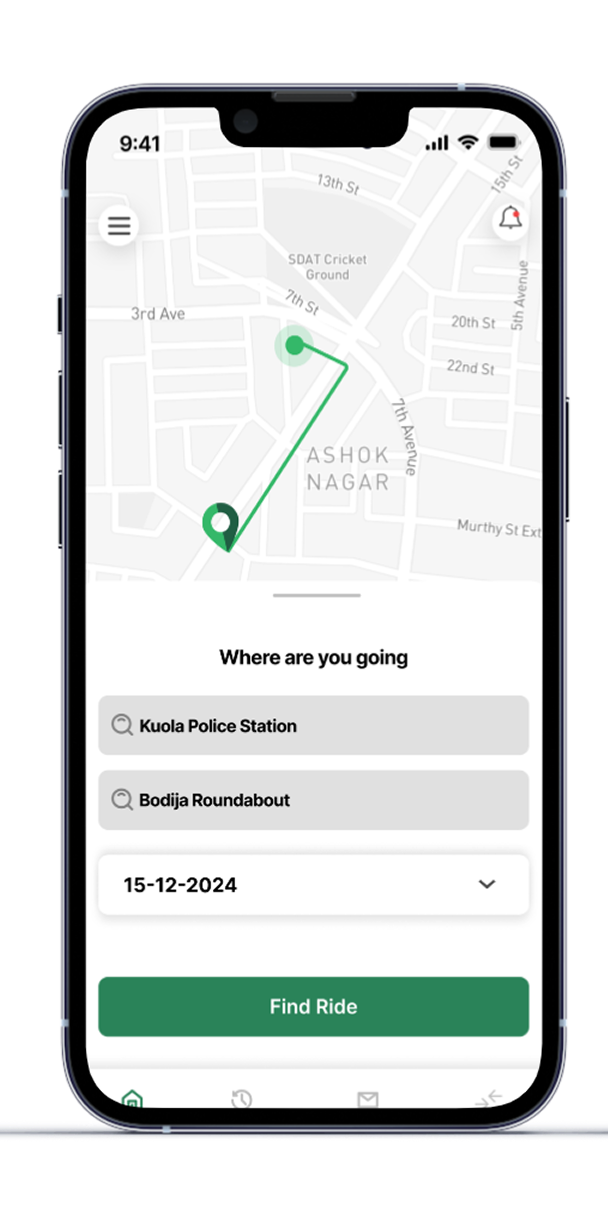 9:41
13th St
15th St
SDAT Cricket
Ground
7th St
5th Avenue
3rd Ave
20th St
22nd St
7th Avenue
ASHOK
NAGAR
Murthy St Ext
Where are you going
Kuola Police Station
Bodija Roundabout
15-12-2024
Find Ride